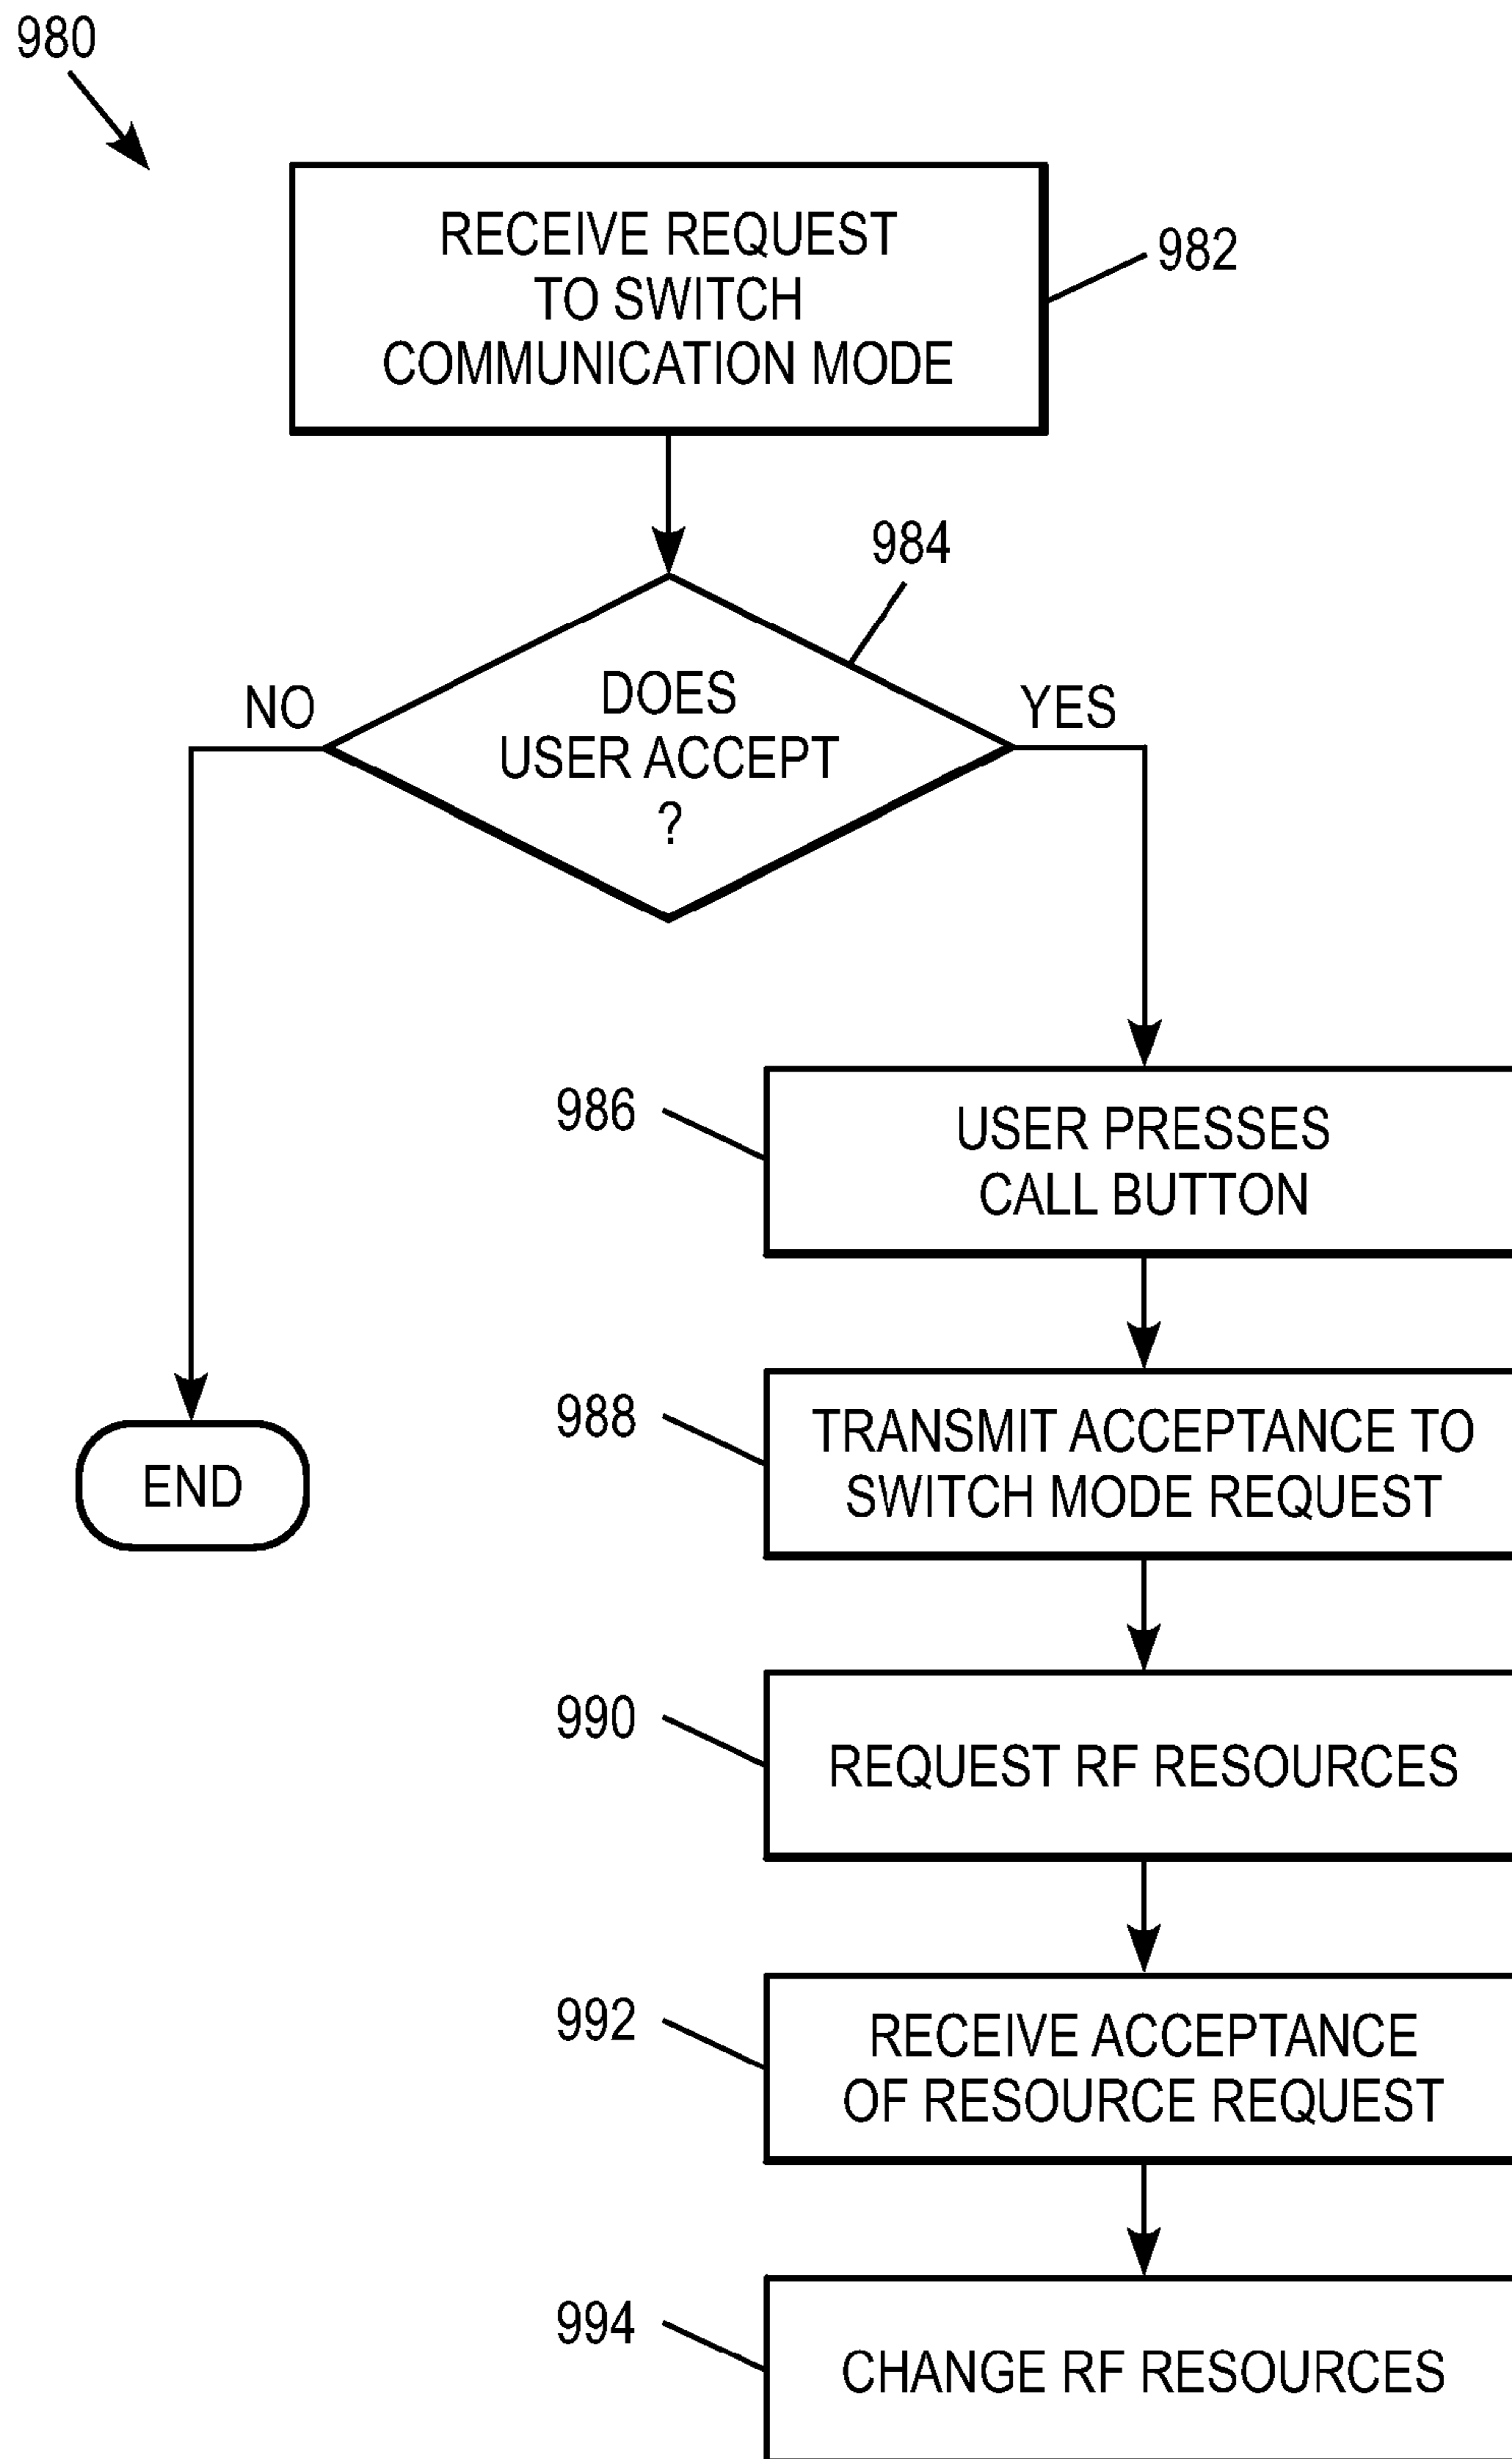 980
RECEIVE REQUEST
TO SWITCH
COMMUNICATION MODE
982
984
DOES
USER ACCEPT
?
NO
YES
986
USER PRESSES
CALL BUTTON
988
TRANSMIT ACCEPTANCE TO
SWITCH MODE REQUEST
END
990
REQUEST RF RESOURCES
992
RECEIVE ACCEPTANCE
OF RESOURCE REQUEST
994
CHANGE RF RESOURCES